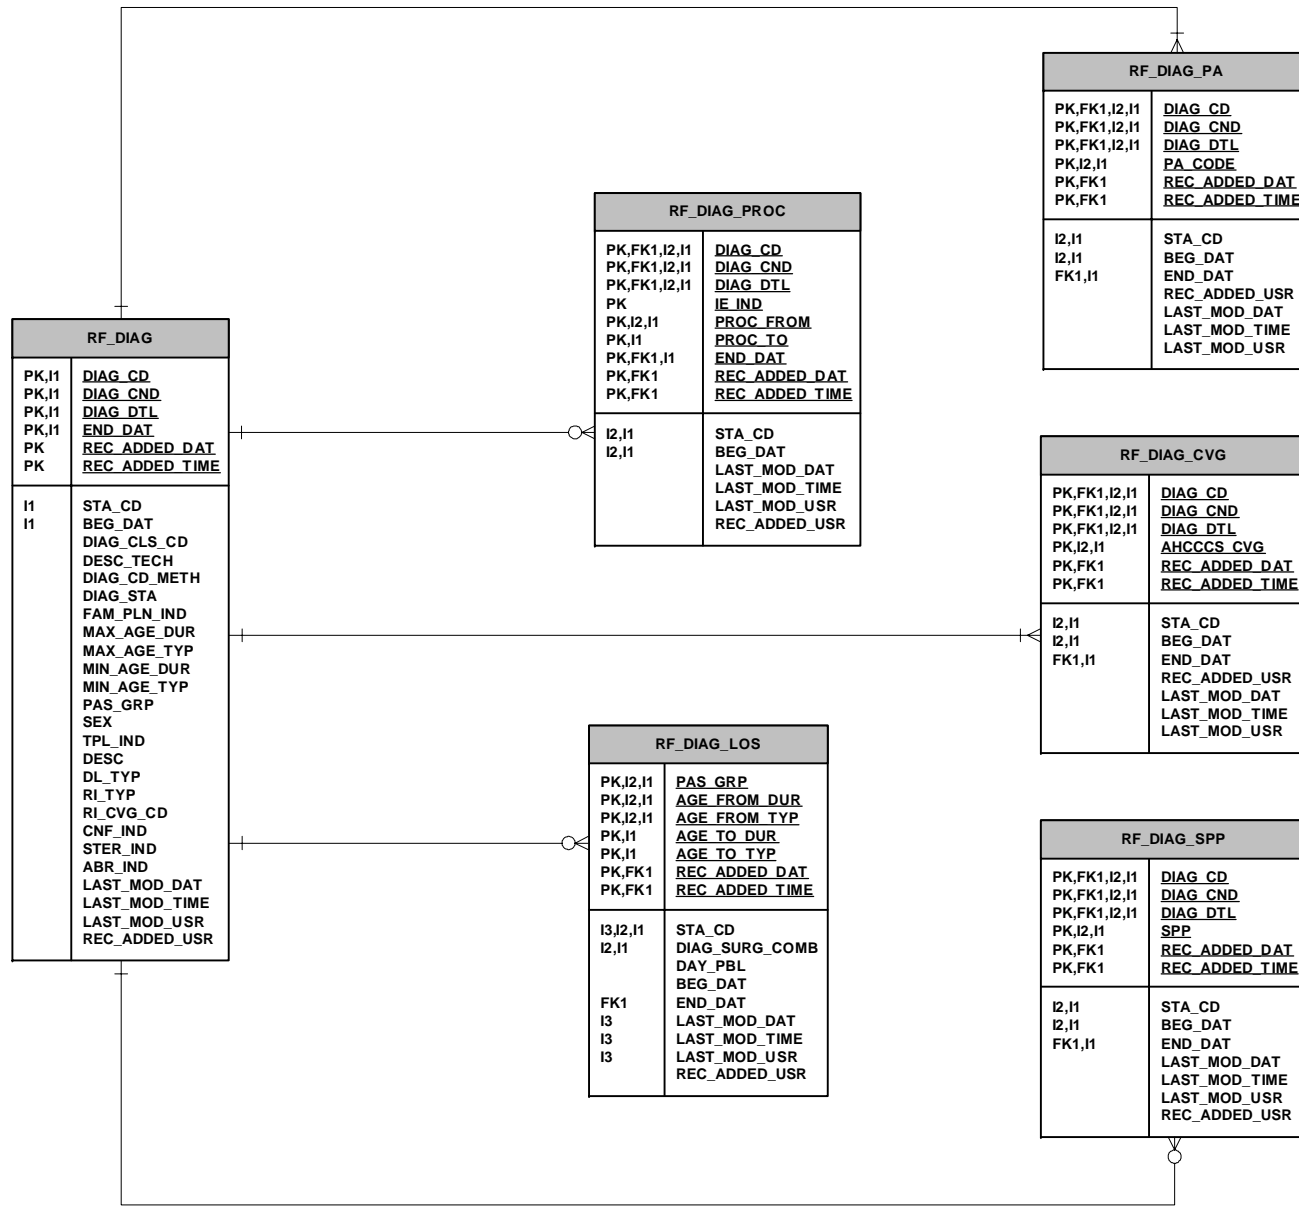 RF_DIAG_PA
PK,FK1,I2,I1 DIAG_CD
PK,FK1,I2,I1 DIAG_CND
PK,FK1,I2,I1 DIAG_DTL
PK,I2,I1 PA_CODE
PK,FK1 REC_ADDED_DAT
PK,FK1 REC_ADDED_TIME
I2,I1 STA_CD
I2,I1 BEG_DAT
FK1,I1 END_DAT
REC_ADDED_USR
LAST_MOD_DAT
LAST_MOD_TIME
LAST_MOD_USR
RF_DIAG_PROC
PK,FK1,I2,I1 DIAG_CD
PK,FK1,I2,I1 DIAG_CND
PK,FK1,I2,I1 DIAG_DTL
PK IE_IND
PK,I2,I1 PROC_FROM
PK,I1 PROC_TO
PK,FK1,I1 END_DAT
PK,FK1 REC_ADDED_DAT
PK,FK1 REC_ADDED_TIME
I2,I1 STA_CD
I2,I1 BEG_DAT
LAST_MOD_DAT
LAST_MOD_TIME
LAST_MOD_USR
REC_ADDED_USR
RF_DIAG
PK,I1 DIAG_CD
PK,I1 DIAG_CND
PK,I1 DIAG_DTL
PK,I1 END_DAT
PK REC_ADDED_DAT
PK REC_ADDED_TIME
I1 STA_CD
I1 BEG_DAT
DIAG_CLS_CD
DESC_TECH
DIAG_CD_METH
DIAG_STA
FAM_PLN_IND
MAX_AGE_DUR
MAX_AGE_TYP
MIN_AGE_DUR
MIN_AGE_TYP
PAS_GRP
SEX
TPL_IND
DESC
DL_TYP
RI_TYP
RI_CVG_CD
CNF_IND
STER_IND
ABR_IND
LAST_MOD_DAT
LAST_MOD_TIME
LAST_MOD_USR
REC_ADDED_USR
RF_DIAG_CVG
PK,FK1,I2,I1 DIAG_CD
PK,FK1,I2,I1 DIAG_CND
PK,FK1,I2,I1 DIAG_DTL
PK,I2,I1 AHCCCS_CVG
PK,FK1 REC_ADDED_DAT
PK,FK1 REC_ADDED_TIME
I2,I1 STA_CD
I2,I1 BEG_DAT
FK1,I1 END_DAT
REC_ADDED_USR
LAST_MOD_DAT
LAST_MOD_TIME
LAST_MOD_USR
RF_DIAG_LOS
PK,I2,I1 PAS_GRP
PK,I2,I1 AGE_FROM_DUR
PK,I2,I1 AGE_FROM_TYP
PK,I1 AGE_TO_DUR
PK,I1 AGE_TO_TYP
PK,FK1 REC_ADDED_DAT
PK,FK1 REC_ADDED_TIME
I3,I2,I1 STA_CD
I2,I1 DIAG_SURG_COMB
DAY_PBL
BEG_DAT
FK1 END_DAT
I3 LAST_MOD_DAT
I3 LAST_MOD_TIME
I3 LAST_MOD_USR
REC_ADDED_USR
RF_DIAG_SPP
PK,FK1,I2,I1 DIAG_CD
PK,FK1,I2,I1 DIAG_CND
PK,FK1,I2,I1 DIAG_DTL
PK,I2,I1 SPP
PK,FK1 REC_ADDED_DAT
PK,FK1 REC_ADDED_TIME
I2,I1 STA_CD
I2,I1 BEG_DAT
FK1,I1 END_DAT
LAST_MOD_DAT
LAST_MOD_TIME
LAST_MOD_USR
REC_ADDED_USR